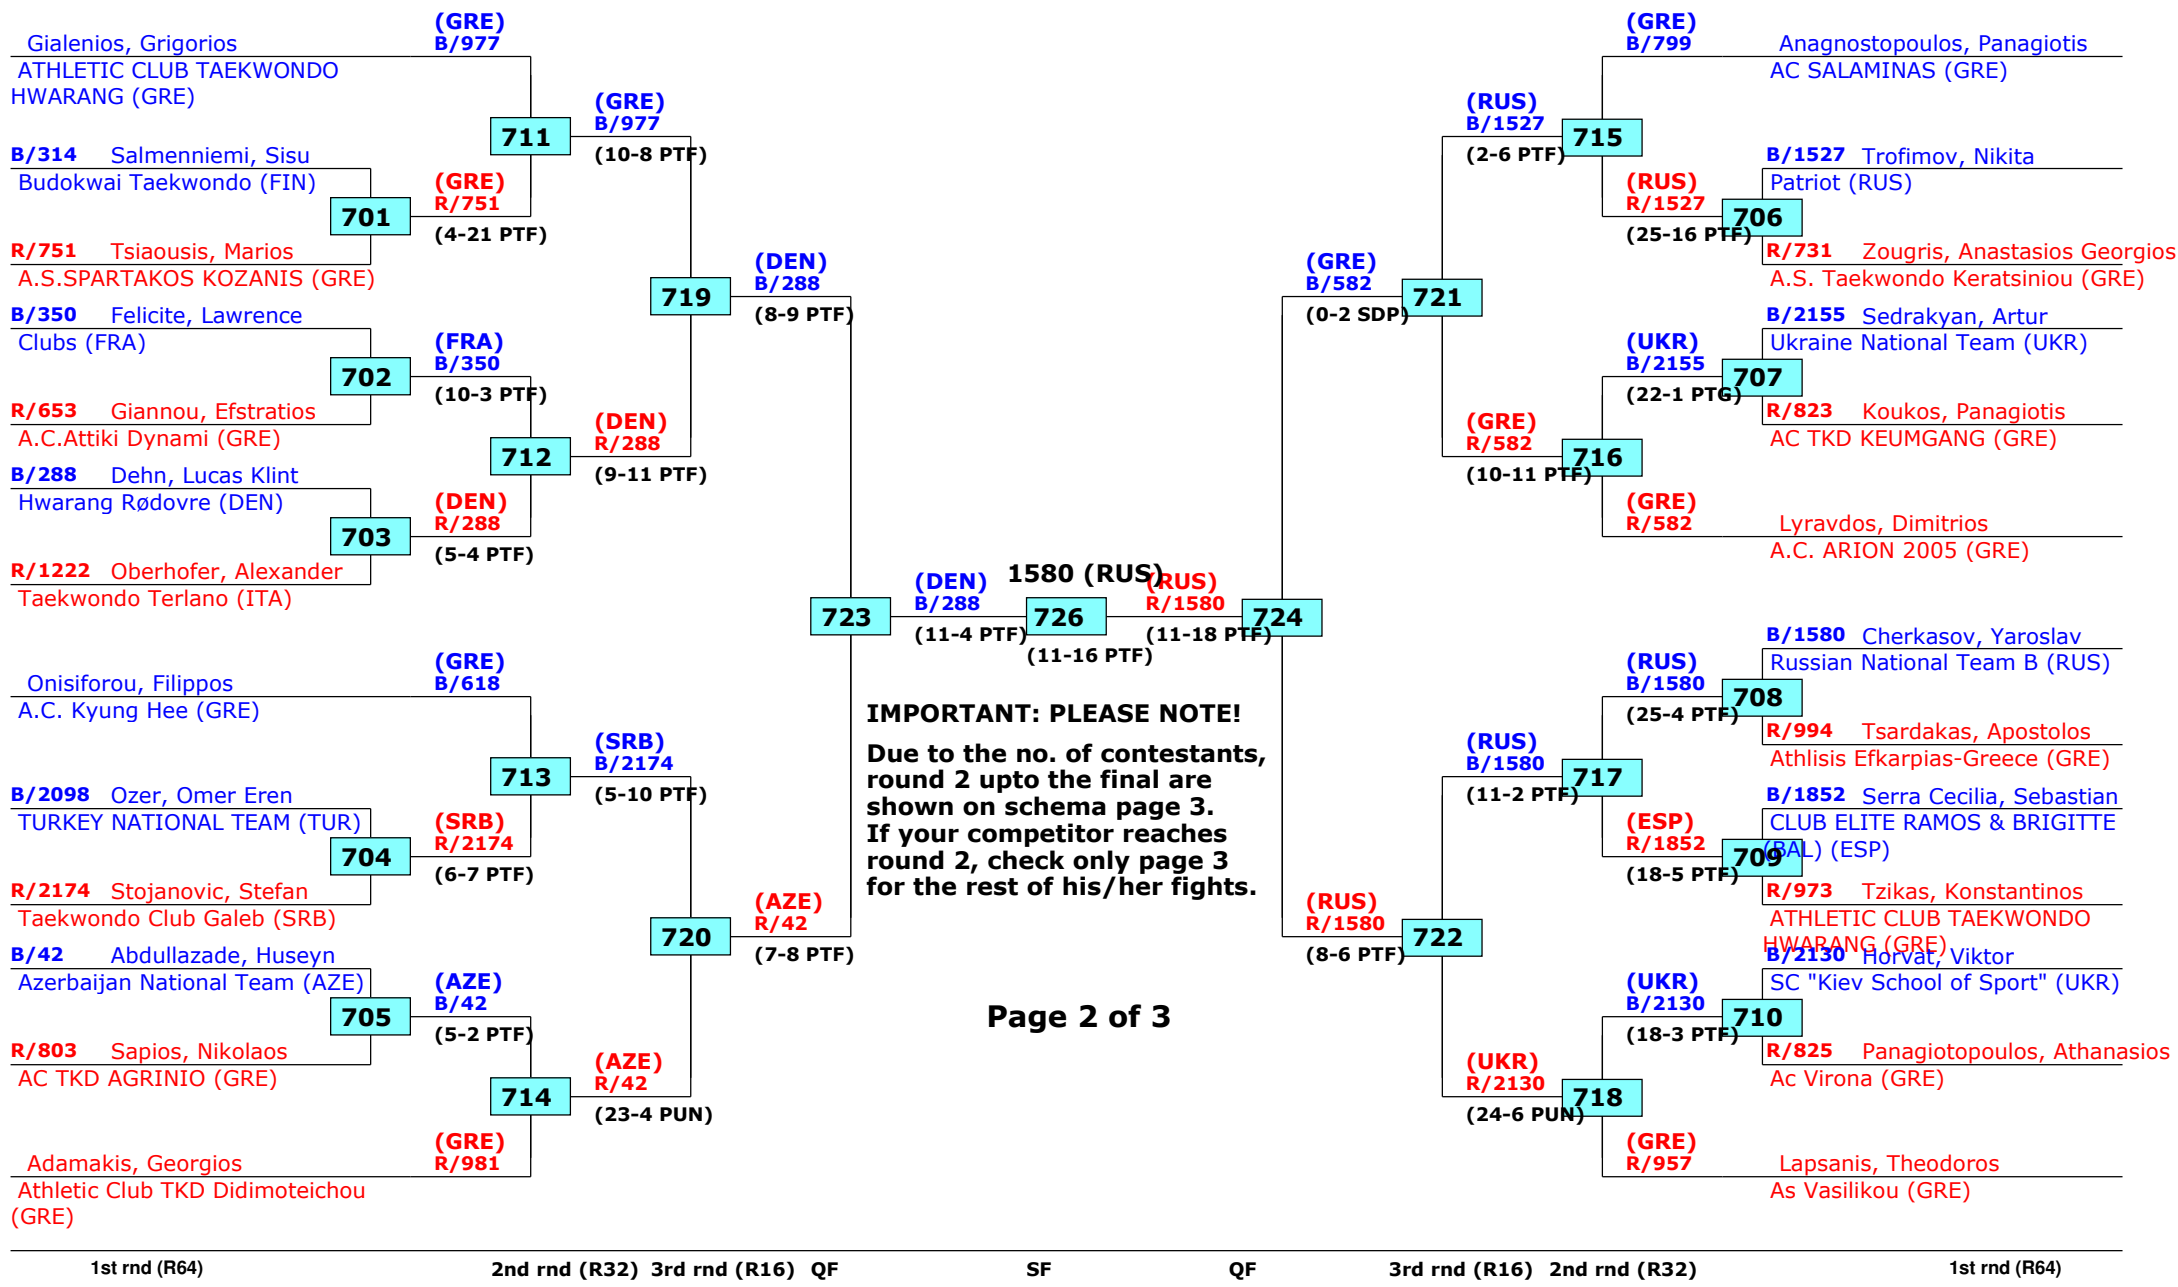 (GRE)
B/977
Gialenios, Grigorios
ATHLETIC CLUB TAEKWONDO
HWARANG (GRE)
B/314 Salmenniemi, Sisu
Budokwai Taekwondo (FIN)
701
R/751 Tsiaousis, Marios
A.S.SPARTAKOS KOZANIS (GRE)
(GRE)
R/751
(4-21 PTF)
711
(GRE)
B/977
(10-8 PTF)
B/350 Felicite, Lawrence
Clubs (FRA)
702
R/653 Giannou, Efstratios
A.C.Attiki Dynami (GRE)
(FRA)
B/350
(10-3 PTF)
B/288 Dehn, Lucas Klint
Hwarang Rødovre (DEN)
703
R/1222 Oberhofer, Alexander
Taekwondo Terlano (ITA)
(DEN)
R/288
(5-4 PTF)
712
(DEN)
R/288
(9-11 PTF)
719
(DEN)
B/288
(8-9 PTF)
(GRE)
B/618
Onisiforou, Filippos
A.C. Kyung Hee (GRE)
B/2098 Ozer, Omer Eren
TURKEY NATIONAL TEAM (TUR)
704
R/2174 Stojanovic, Stefan
Taekwondo Club Galeb (SRB)
(SRB)
R/2174
(6-7 PTF)
713
(SRB)
B/2174
(5-10 PTF)
B/42 Abdullazade, Huseyn
Azerbaijan National Team (AZE)
705
R/803 Sapios, Nikolaos
AC TKD AGRINIO (GRE)
(AZE)
B/42
(5-2 PTF)
714
(AZE)
R/42
(23-4 PUN)
(GRE)
R/981
Adamakis, Georgios
Athletic Club TKD Didimoteichou
(GRE)
720
(AZE)
R/42
(7-8 PTF)
723
(DEN)
B/288
(11-4 PTF)
1580 (RUS)
726
(11-16 PTF)
(RUS)
R/1580
(11-18 PTF)
724
IMPORTANT: PLEASE NOTE!
Due to the no. of contestants,
round 2 upto the final are
shown on schema page 3.
If your competitor reaches
round 2, check only page 3
for the rest of his/her fights.
Page 2 of 3
(GRE)
B/799
Anagnostopoulos, Panagiotis
AC SALAMINAS (GRE)
(RUS)
B/1527
(2-6 PTF)
715
B/1527 Trofimov, Nikita
Patriot (RUS)
(RUS)
R/1527
(25-16 PTF)
706
R/731 Zougris, Anastasios Georgios
A.S. Taekwondo Keratsiniou (GRE)
(GRE)
B/582
(0-2 SDP)
721
B/2155 Sedrakyan, Artur
Ukraine National Team (UKR)
(UKR)
B/2155
(22-1 PTG)
707
R/823 Koukos, Panagiotis
AC TKD KEUMGANG (GRE)
(GRE)
R/582
(10-11 PTF)
716
(GRE)
R/582
Lyravdos, Dimitrios
A.C. ARION 2005 (GRE)
B/1580 Cherkasov, Yaroslav
Russian National Team B (RUS)
(RUS)
B/1580
(25-4 PTF)
708
R/994 Tsardakas, Apostolos
Athlisis Efkarpias-Greece (GRE)
(RUS)
B/1580
(11-2 PTF)
717
B/1852 Serra Cecilia, Sebastian
CLUB ELITE RAMOS & BRIGITTE
(BAL) (ESP)
(ESP)
R/1852
(18-5 PTF)
709
R/973 Tzikas, Konstantinos
ATHLETIC CLUB TAEKWONDO
HWARANG (GRE)
(RUS)
R/1580
(8-6 PTF)
722
B/2130 Horvat, Viktor
SC "Kiev School of Sport" (UKR)
(UKR)
B/2130
(18-3 PTF)
710
R/825 Panagiotopoulos, Athanasios
Ac Virona (GRE)
(UKR)
R/2130
(24-6 PUN)
718
(GRE)
R/957
Lapsanis, Theodoros
As Vasilikou (GRE)
1st rnd (R64) 2nd rnd (R32) 3rd rnd (R16) QF SF QF 3rd rnd (R16) 2nd rnd (R32) 1st rnd (R64)